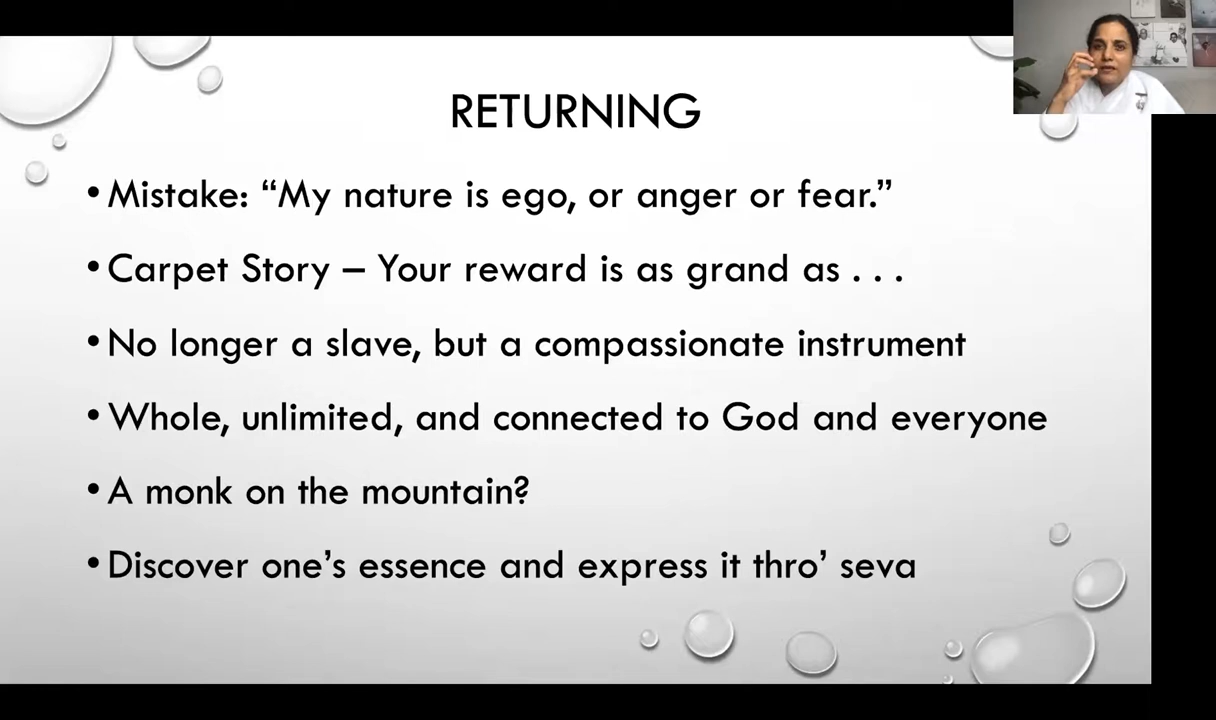 RETURNING
• Mistake: “My nature is ego, or anger or fear.”
• Carpet Story – Your reward is as grand as . . .
• No longer a slave, but a compassionate instrument
• Whole, unlimited, and connected to God and everyone
• A monk on the mountain?
• Discover one’s essence and express it thro’ seva